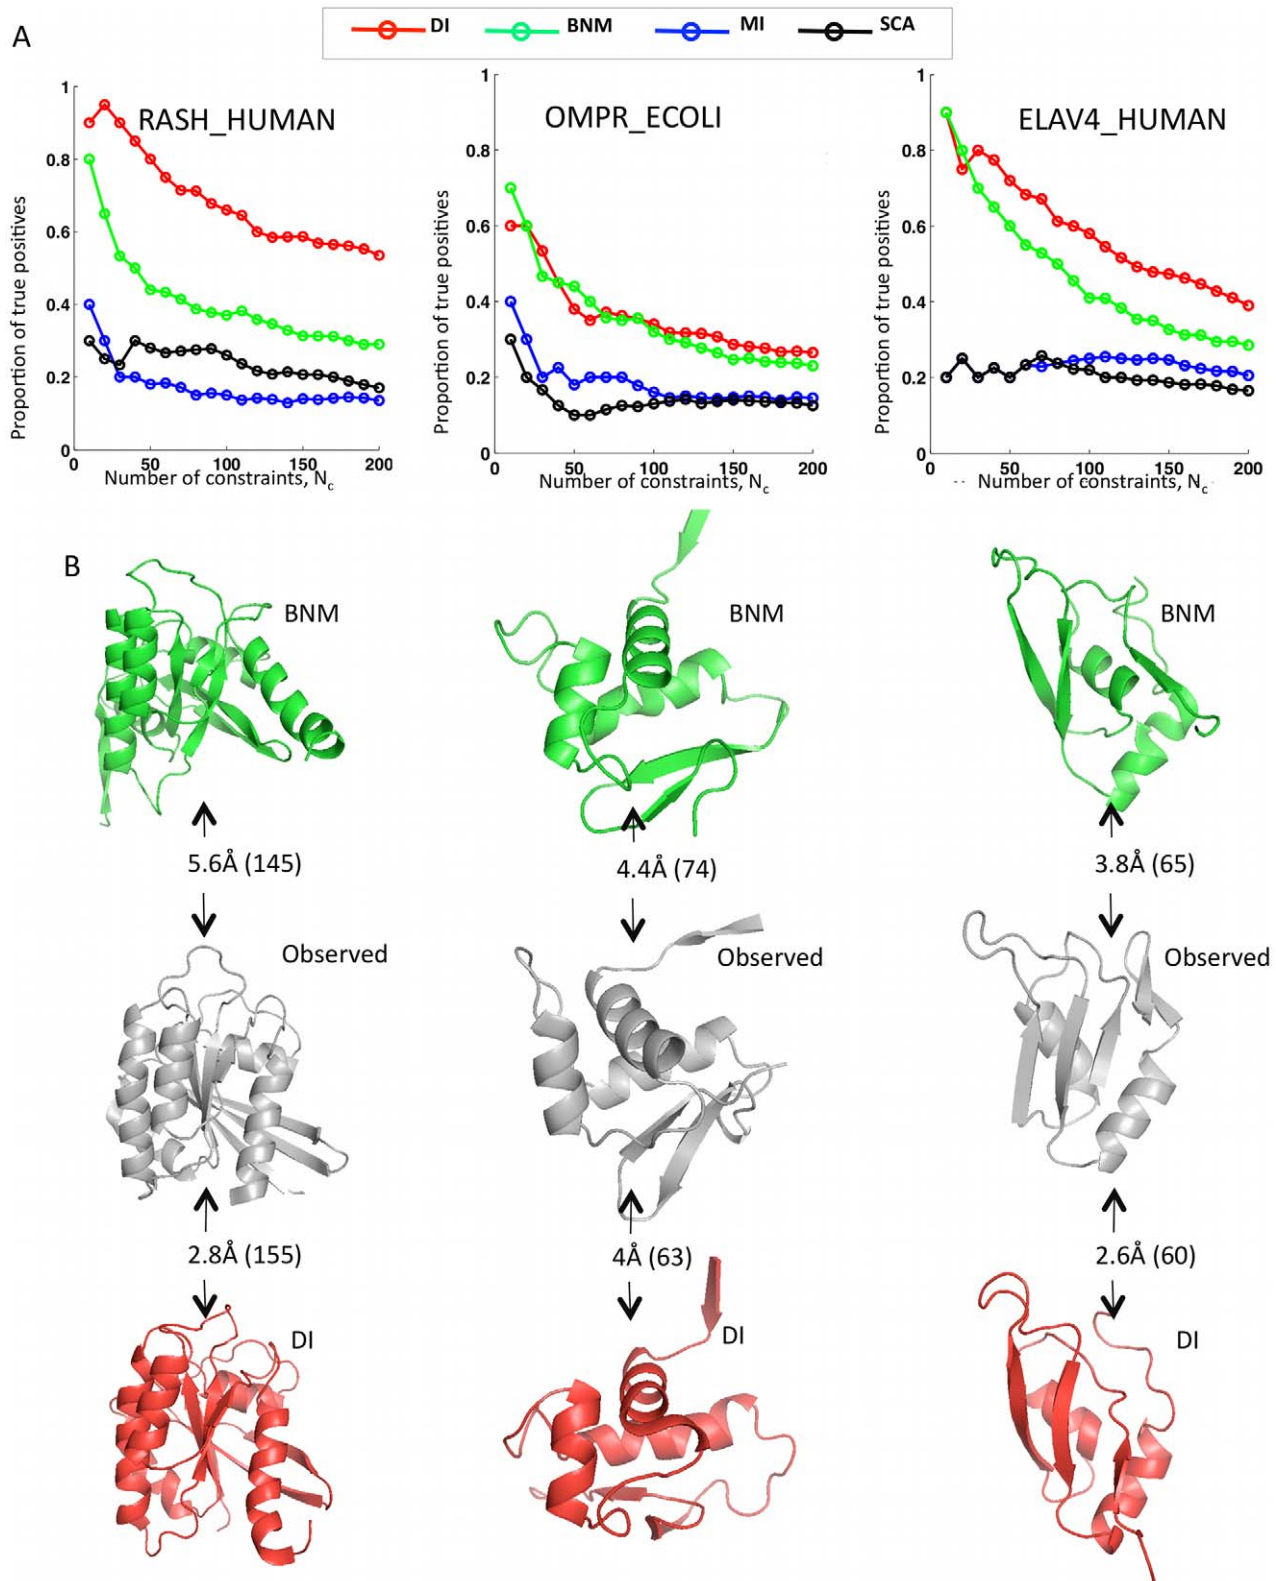 A
DI BNM MI SCA
RASH_HUMAN
OMPR_ECOLI
ELAV4_HUMAN
Proportion of true positives
1
0.8
0.6
0.4
0.2
0
0 50 100 150 200
Number of constraints, Nc
Proportion of true positives
1
0.8
0.6
0.4
0.2
0
0 50 100 150 200
Number of constraints, Nc
Proportion of true positives
1
0.8
0.6
0.4
0.2
0
0 50 100 150 200
Number of constraints, Nc
B
BNM
BNM
BNM
5.6Å (145)
4.4Å (74)
3.8Å (65)
Observed
Observed
Observed
2.8Å (155)
4Å (63)
2.6Å (60)
DI
DI
DI